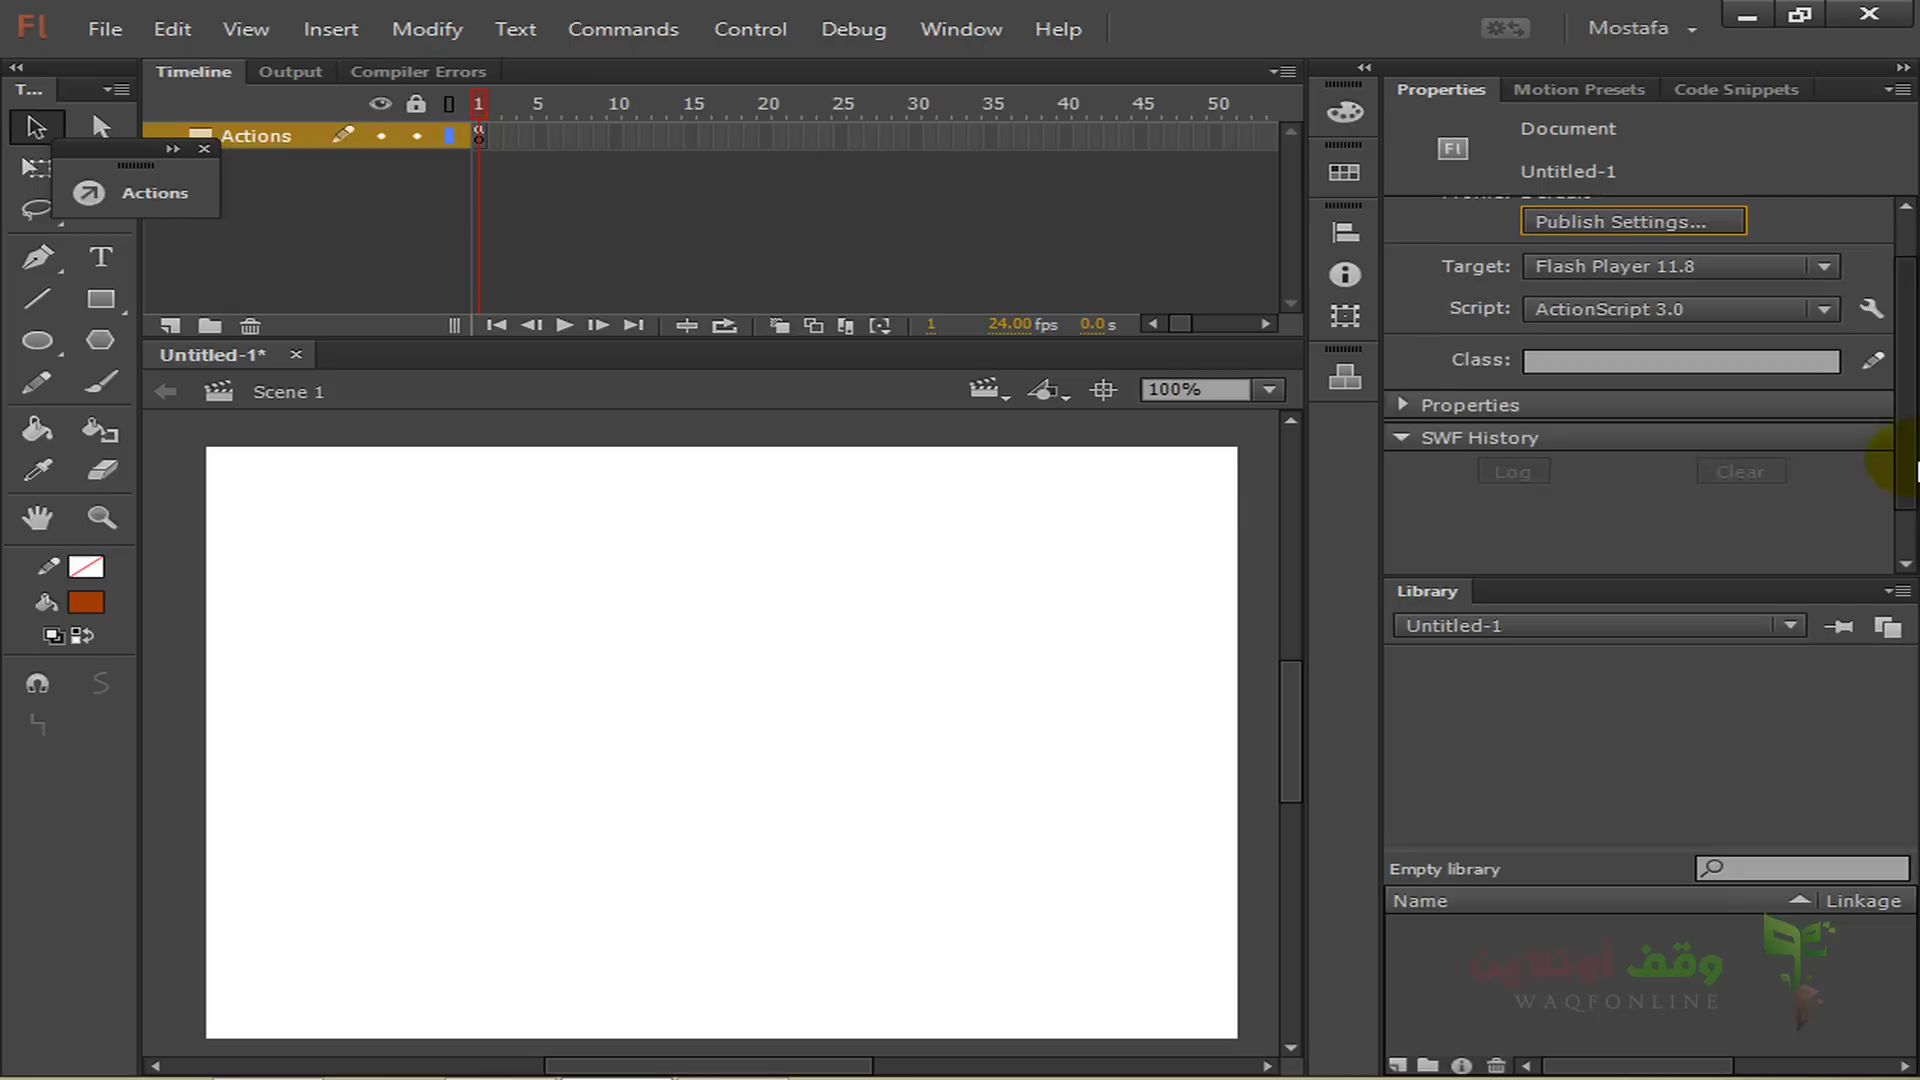 Fl File Edit View Insert Modify Text Commands Control Debug Window Help Mostafa
Timeline Output Compiler Errors
T...
1 5 10 15 20 25 30 35 40 45 50
Actions
Actions
1 24.00 fps 0.0 s
Untitled-1*
Scene 1
100%
Properties Motion Presets Code Snippets
Fl
Document
Untitled-1
Publish Settings...
Target: Flash Player 11.8
Script: ActionScript 3.0
Class:
Properties
SWF History
Log Clear
Library
Untitled-1
Empty library
Name Linkage
وقف أونلاين
WAQFONLINE